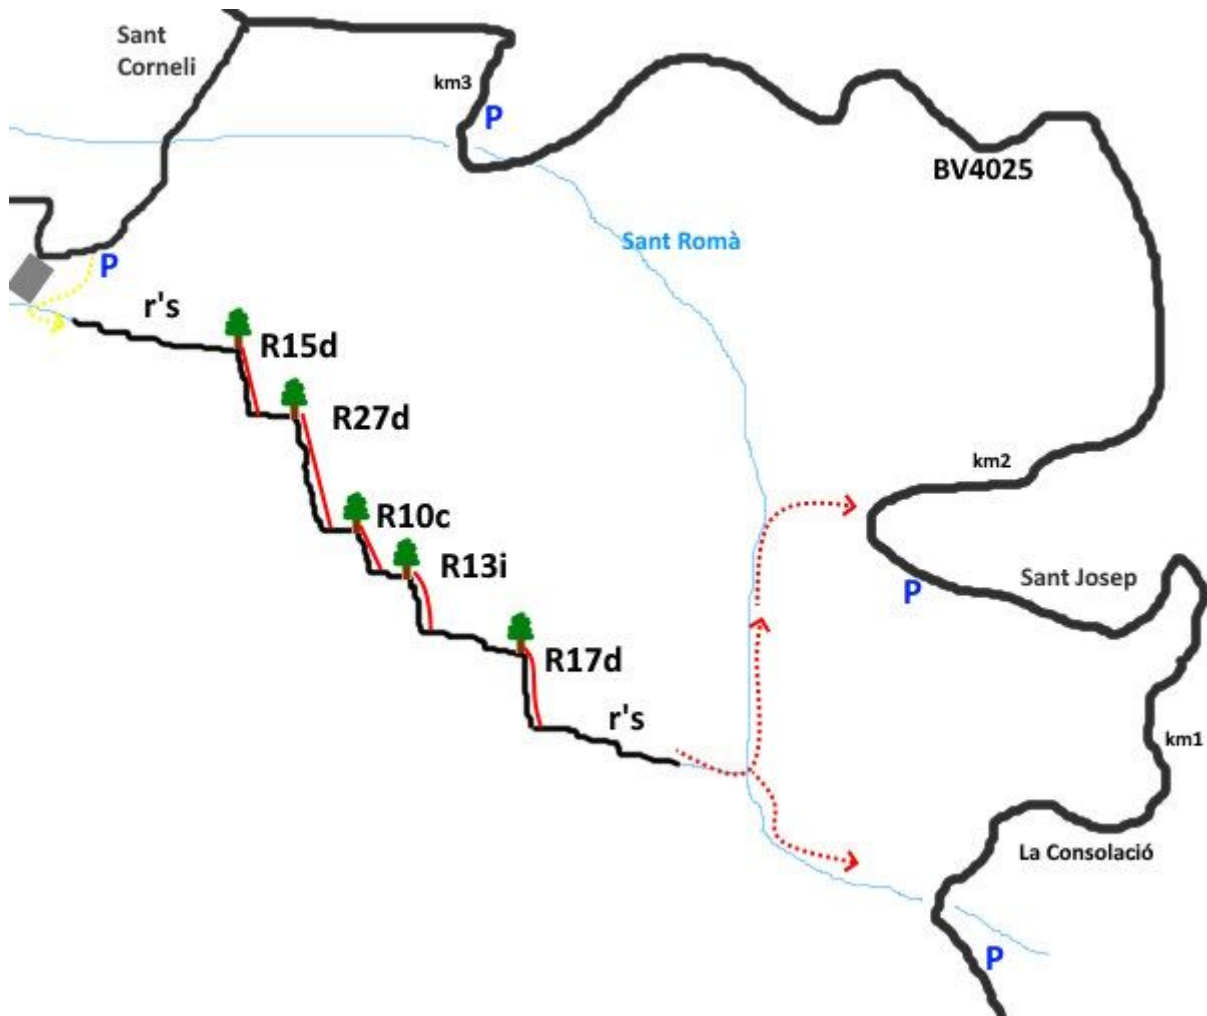 Sant
Corneli
km3
P
BV4025
Sant Romà
P
r's
R15d
R27d
km2
R10c
R13i
Sant Josep
P
R17d
r's
km1
La Consolació
P